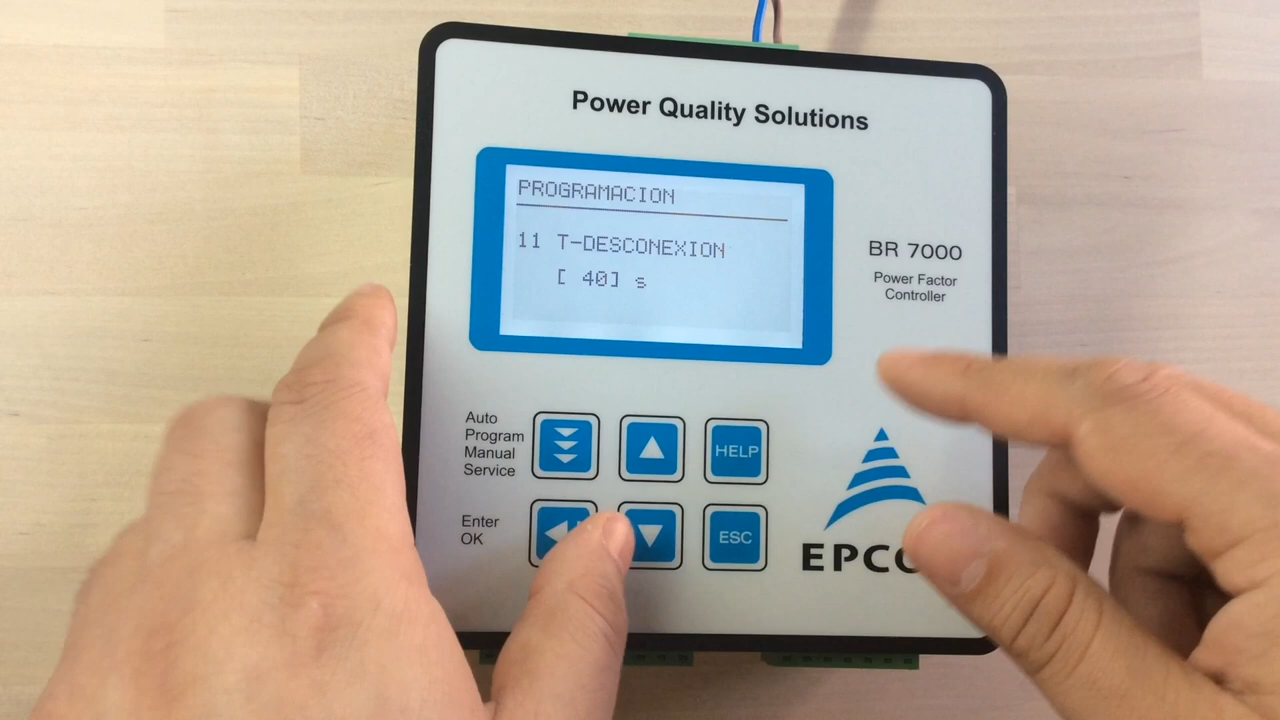 Power Quality Solutions
PROGRAMACION
11 T-DESCONEXION
[ 40] s
BR 7000
Power Factor
Controller
Auto
Program
Manual
Service
HELP
Enter
OK
ESC